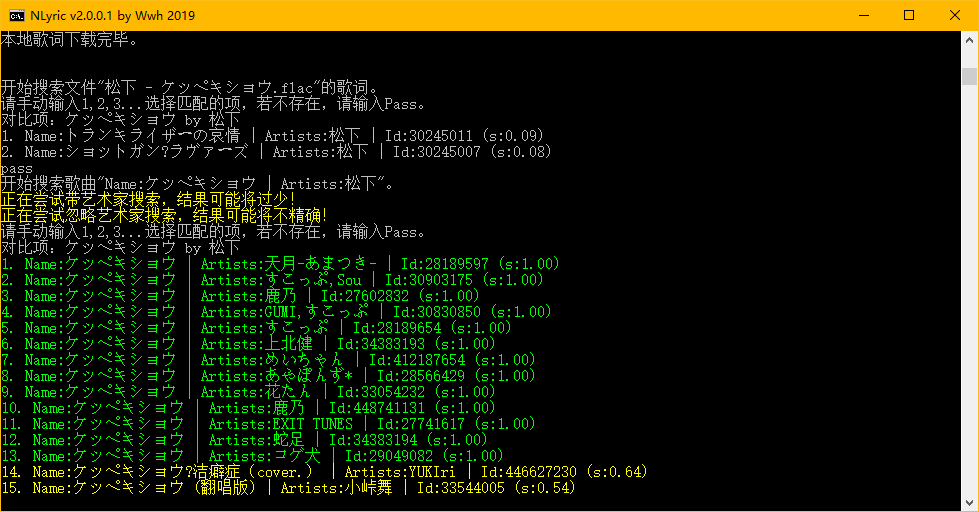 NLyric v2.0.0.1 by Wwh 2019
本地歌词下载完毕。
开始搜索文件"松下 - ケッペキショウ.flac"的歌词。
请手动输入1,2,3...选择匹配的项，若不存在，请输入Pass。
对比项：ケッペキショウ by 松下
1. Name:トランキライザーの哀情 | Artists:松下 | Id:30245011 (s:0.09)
2. Name:ショットガン?ラヴァーズ | Artists:松下 | Id:30245007 (s:0.08)
pass
开始搜索歌曲"Name:ケッペキショウ | Artists:松下"。
正在尝试带艺术家搜索，结果可能将过少！
正在尝试忽略艺术家搜索，结果可能将不精确！
请手动输入1,2,3...选择匹配的项，若不存在，请输入Pass。
对比项：ケッペキショウ by 松下
1. Name:ケッペキショウ | Artists:天月-あまつき- | Id:28189597 (s:1.00)
2. Name:ケッペキショウ | Artists:すこっぷ,Sou | Id:30903175 (s:1.00)
3. Name:ケッペキショウ | Artists:鹿乃 | Id:27602832 (s:1.00)
4. Name:ケッペキショウ | Artists:GUMI,すこっぷ | Id:30830850 (s:1.00)
5. Name:ケッペキショウ | Artists:すこっぷ | Id:28189654 (s:1.00)
6. Name:ケッペキショウ | Artists:上北健 | Id:34383193 (s:1.00)
7. Name:ケッペキショウ | Artists:めいちゃん | Id:412187654 (s:1.00)
8. Name:ケッペキショウ | Artists:あやぽんず* | Id:28566429 (s:1.00)
9. Name:ケッペキショウ | Artists:花たん | Id:33054232 (s:1.00)
10. Name:ケッペキショウ | Artists:鹿乃 | Id:448741131 (s:1.00)
11. Name:ケッペキショウ | Artists:EXIT TUNES | Id:27741617 (s:1.00)
12. Name:ケッペキショウ | Artists:蛇足 | Id:34383194 (s:1.00)
13. Name:ケッペキショウ | Artists:コゲ犬 | Id:29049082 (s:1.00)
14. Name:ケッペキショウ?洁癖症（cover.） | Artists:YUKIri | Id:446627230 (s:0.64)
15. Name:ケッペキショウ（翻唱版）| Artists:小峠舞 | Id:33544005 (s:0.54)